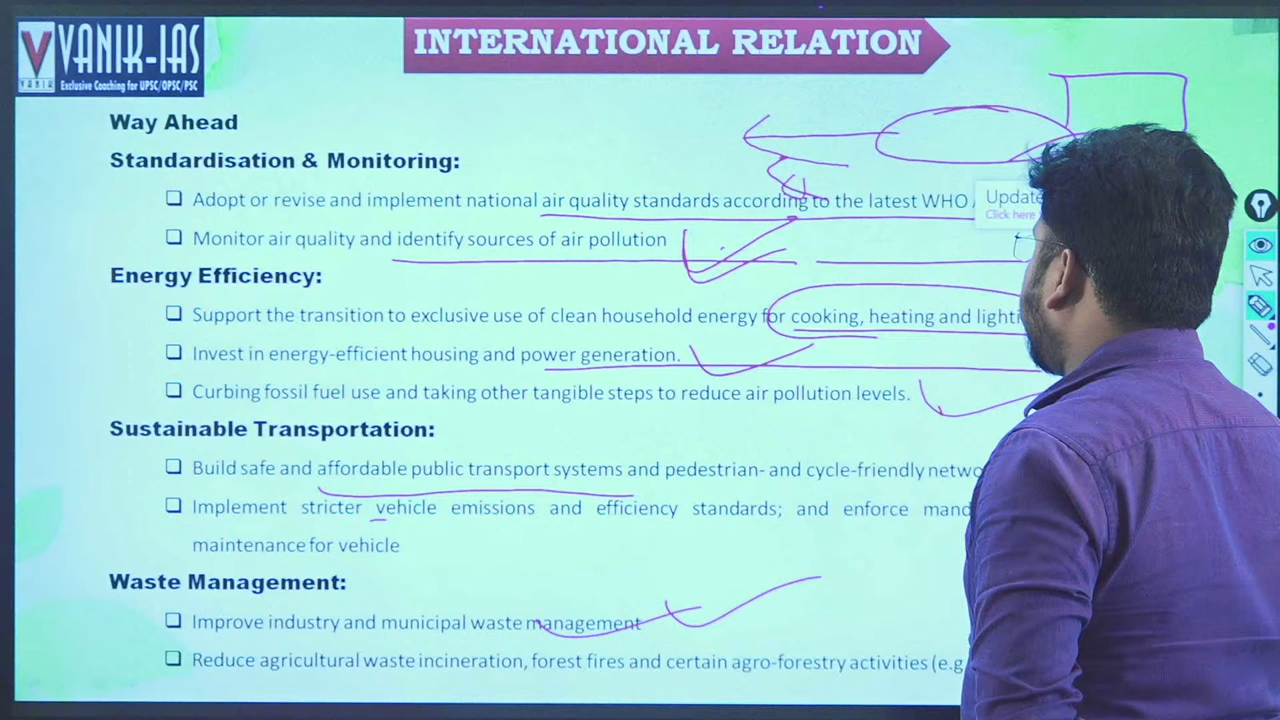 VANIK-IAS
VANIK
Exclusive Coaching for UPSC/OPSC/PSC
INTERNATIONAL RELATION
Way Ahead
Standardisation & Monitoring:
Adopt or revise and implement national air quality standards according to the latest WHO
Update
Click here
Monitor air quality and identify sources of air pollution
Energy Efficiency:
Support the transition to exclusive use of clean household energy for cooking, heating and lighti
Invest in energy-efficient housing and power generation.
Curbing fossil fuel use and taking other tangible steps to reduce air pollution levels.
Sustainable Transportation:
Build safe and affordable public transport systems and pedestrian- and cycle-friendly netwo
Implement stricter vehicle emissions and efficiency standards; and enforce mand
maintenance for vehicle
Waste Management:
Improve industry and municipal waste management
Reduce agricultural waste incineration, forest fires and certain agro-forestry activities (e.g